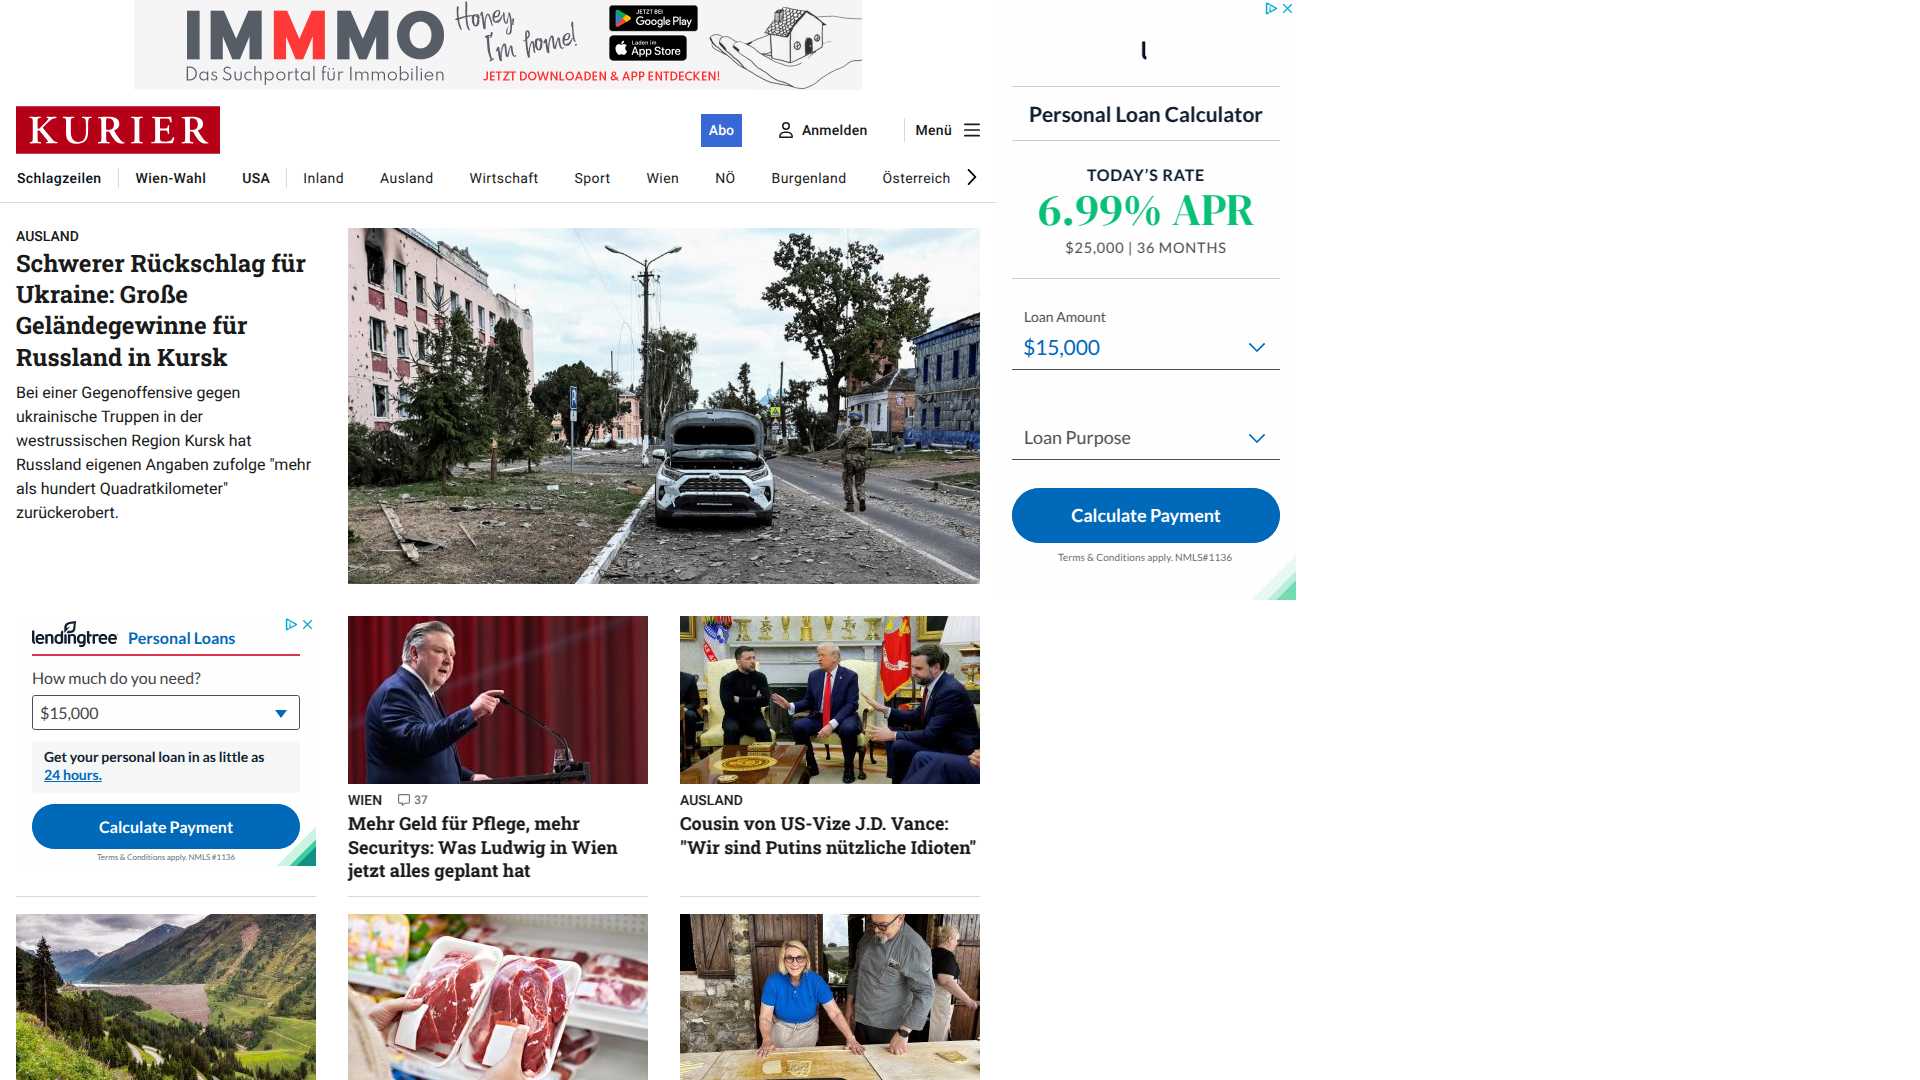 IMMMO
Das Suchportal für Immobilien
Honey,
I'm home!
JETZT BEI
Google Play
Laden im
App Store
JETZT DOWNLOADEN & APP ENTDECKEN!
KURIER
Abo
Anmelden
Menü
Schlagzeilen
Wien-Wahl
USA
Inland
Ausland
Wirtschaft
Sport
Wien
NÖ
Burgenland
Österreich
AUSLAND
Schwerer Rückschlag für
Ukraine: Große
Geländegewinne für
Russland in Kursk
Bei einer Gegenoffensive gegen
ukrainische Truppen in der
westrussischen Region Kursk hat
Russland eigenen Angaben zufolge "mehr
als hundert Quadratkilometer"
zurückerobert.
Personal Loan Calculator
TODAY'S RATE
6.99% APR
$25,000 | 36 MONTHS
Loan Amount
$15,000
Loan Purpose
Calculate Payment
Terms & Conditions apply. NMLS#1136
lendingtree Personal Loans
How much do you need?
$15,000
Get your personal loan in as little as
24 hours.
Calculate Payment
Terms & Conditions apply. NMLS #1136
WIEN 37
Mehr Geld für Pflege, mehr
Securitys: Was Ludwig in Wien
jetzt alles geplant hat
AUSLAND
Cousin von US-Vize J.D. Vance:
"Wir sind Putins nützliche Idioten"